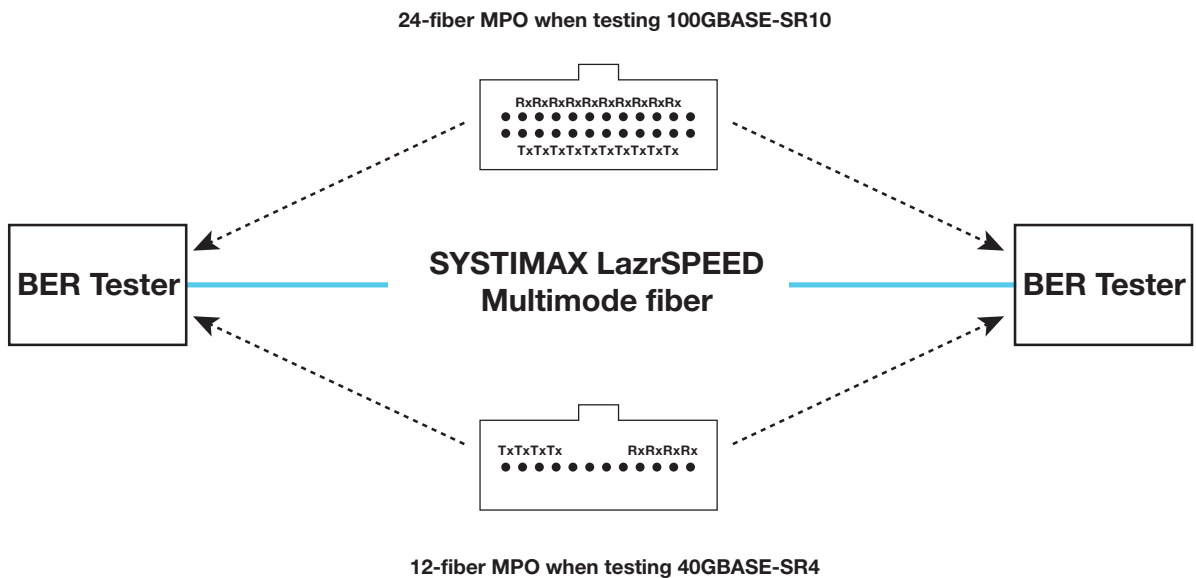 24-fiber MPO when testing 100GBASE-SR10
RxRxRxRxRxRxRxRxRxRx
TxTxTxTxTxTxTxTxTxTx
BER Tester
SYSTIMAX LazrSPEED
Multimode fiber
BER Tester
TxTxTxTx
RxRxRxRx
12-fiber MPO when testing 40GBASE-SR4